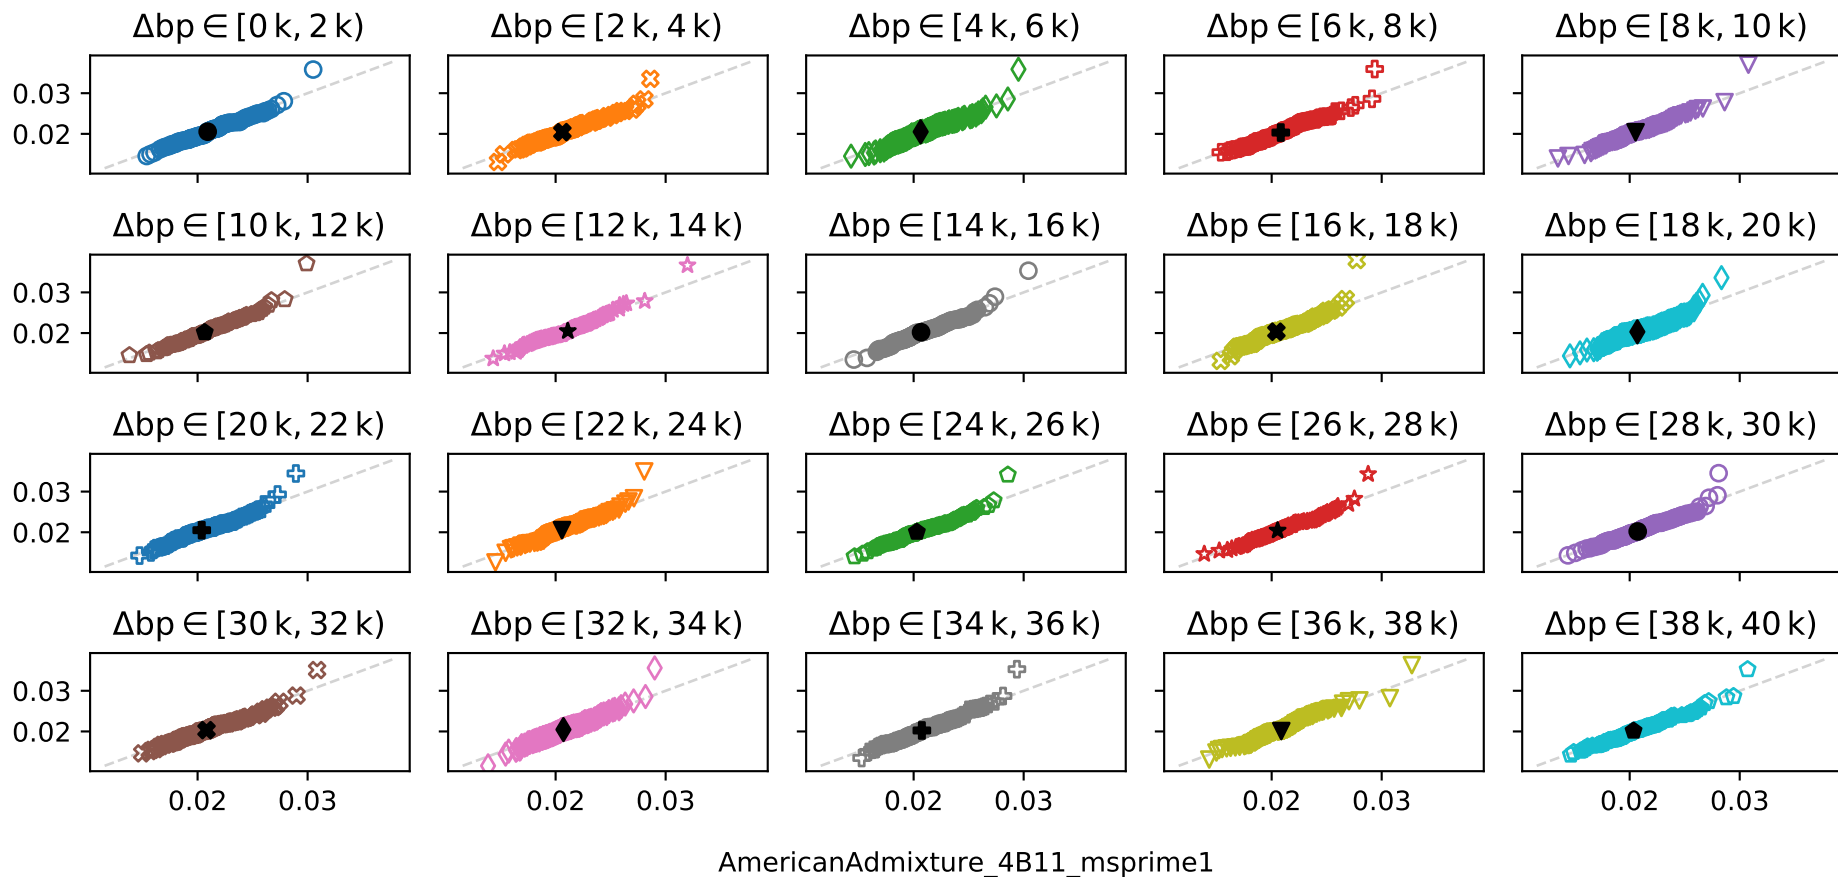 Δbp ∈ [0 k, 2 k) Δbp ∈ [2 k, 4 k) Δbp ∈ [4 k, 6 k) Δbp ∈ [6 k, 8 k) Δbp ∈ [8 k, 10 k)
0.03
0.02
Δbp ∈ [10 k, 12 k) Δbp ∈ [12 k, 14 k) Δbp ∈ [14 k, 16 k) Δbp ∈ [16 k, 18 k) Δbp ∈ [18 k, 20 k)
0.03
0.02
Δbp ∈ [20 k, 22 k) Δbp ∈ [22 k, 24 k) Δbp ∈ [24 k, 26 k) Δbp ∈ [26 k, 28 k) Δbp ∈ [28 k, 30 k)
0.03
0.02
Δbp ∈ [30 k, 32 k) Δbp ∈ [32 k, 34 k) Δbp ∈ [34 k, 36 k) Δbp ∈ [36 k, 38 k) Δbp ∈ [38 k, 40 k)
0.03
0.02
0.02 0.03 0.02 0.03 0.02 0.03 0.02 0.03 0.02 0.03
AmericanAdmixture_4B11_msprime1